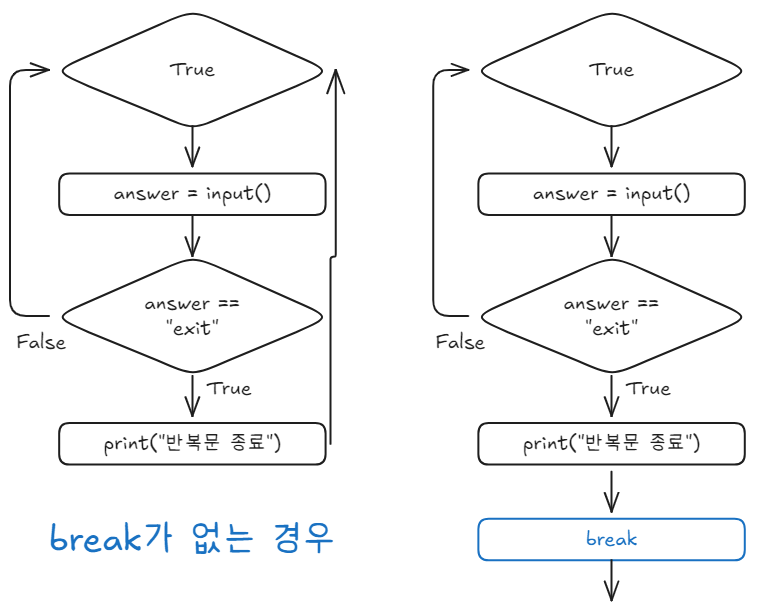 True
answer = input()
answer ==
"exit"
False
True
print("반복문 종료")
break가 없는 경우
True
answer = input()
answer ==
"exit"
False
True
print("반복문 종료")
break